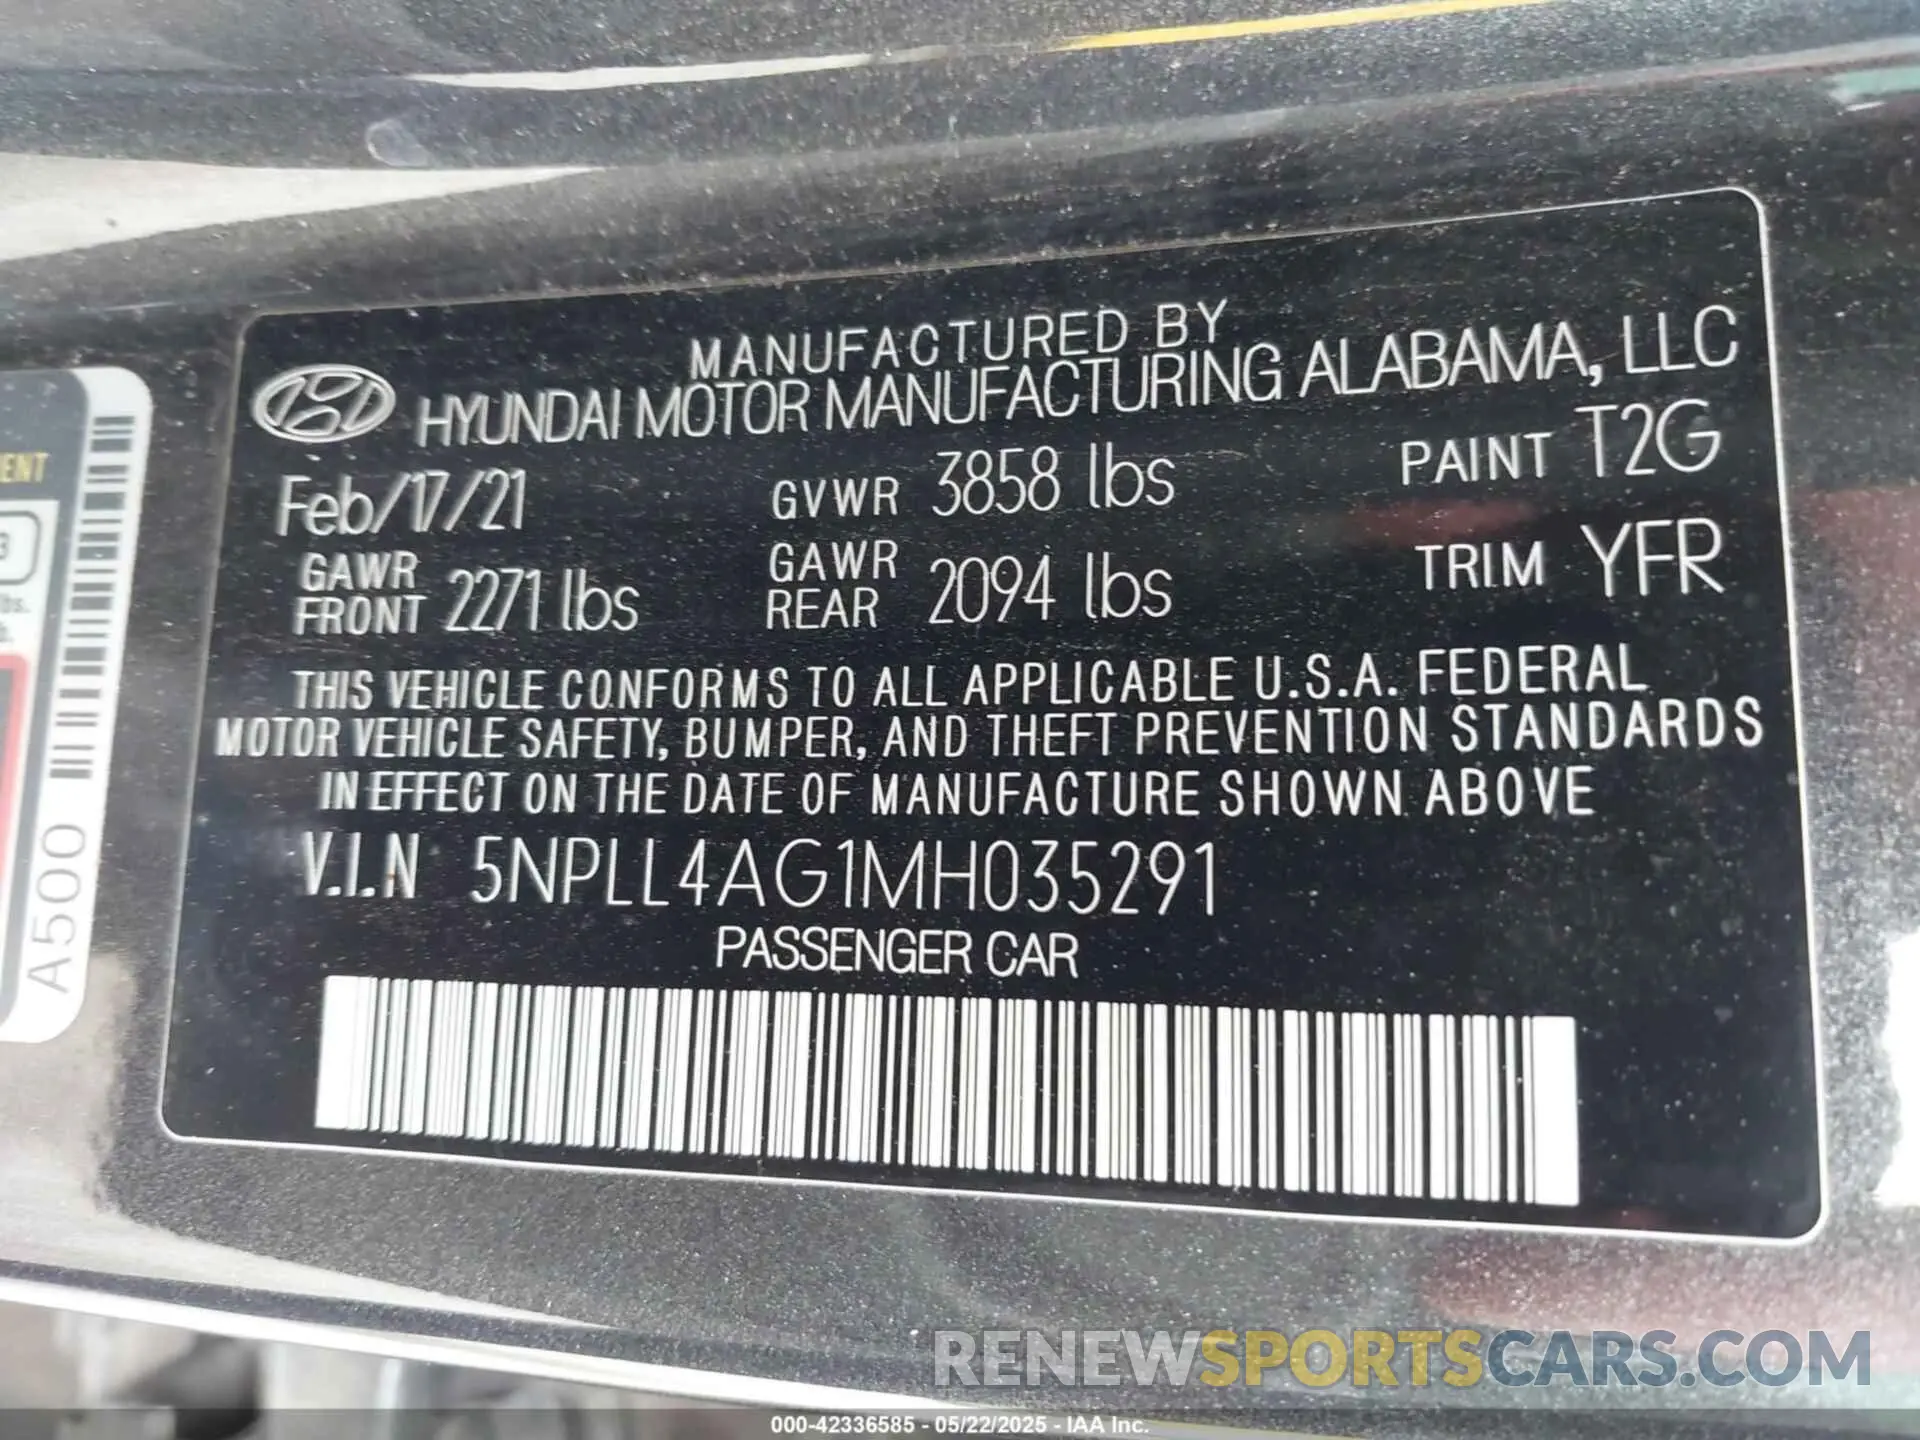 MANUFACTURED BY
HYUNDAI MOTOR MANUFACTURING ALABAMA, LLC
Feb/17/21 GVWR 3858 lbs PAINT T2G
GAWR FRONT 2271 lbs GAWR REAR 2094 lbs TRIM YFR
THIS VEHICLE CONFORMS TO ALL APPLICABLE U.S.A. FEDERAL
MOTOR VEHICLE SAFETY, BUMPER, AND THEFT PREVENTION STANDARDS
IN EFFECT ON THE DATE OF MANUFACTURE SHOWN ABOVE
V.I.N 5NPLL4AG1MH035291
PASSENGER CAR
A500
RENEWSPORTSCARS.COM
000-42336585 - 05/22/2025 - IAA Inc.